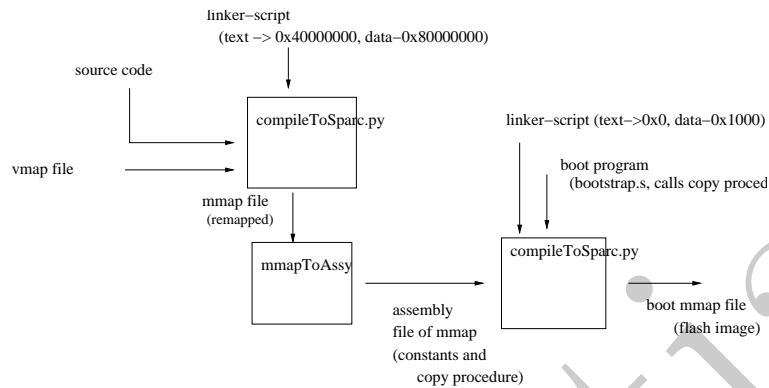 linker-script
(text -> 0x40000000, data-0x80000000)
source code
compileToSparc.py
linker-script (text->0x0, data-0x1000)
vmap file
boot program
(bootstrap.s, calls copy proced
mmap file
(remapped)
mmapToAssy
compileToSparc.py
assembly
file of mmap
(constants and
copy procedure)
boot mmap file
(flash image)